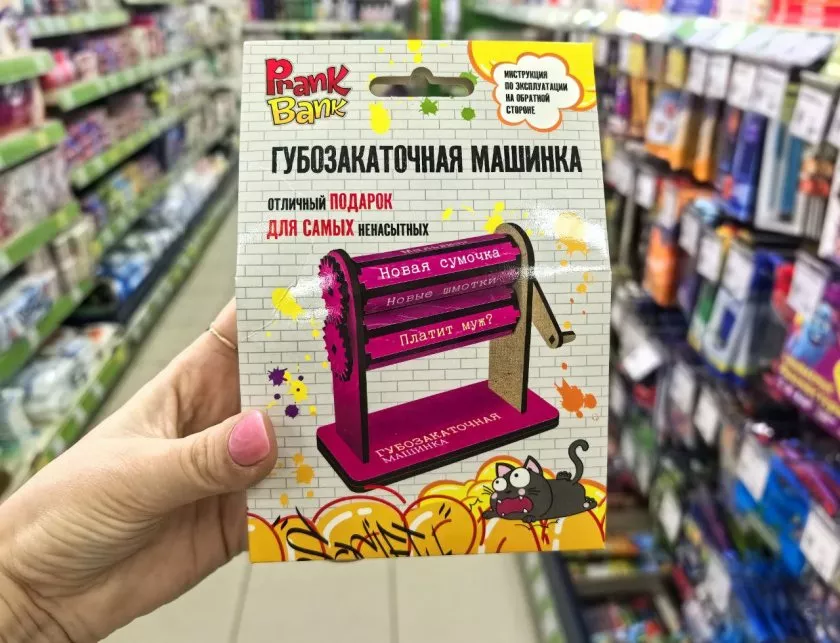 Prank
Bank
ИНСТРУКЦИЯ
ПО ЭКСПЛУАТАЦИИ
НА ОБРАТНОЙ
СТОРОНЕ
ГУБОЗАКАТОЧНАЯ МАШИНКА
ОТЛИЧНЫЙ ПОДАРОК
ДЛЯ САМЫХ НЕНАСЫТНЫХ
Новая сумочка
Новые шмотки
Платит муж?
ГУБОЗАКАТОЧНАЯ
МАШИНКА